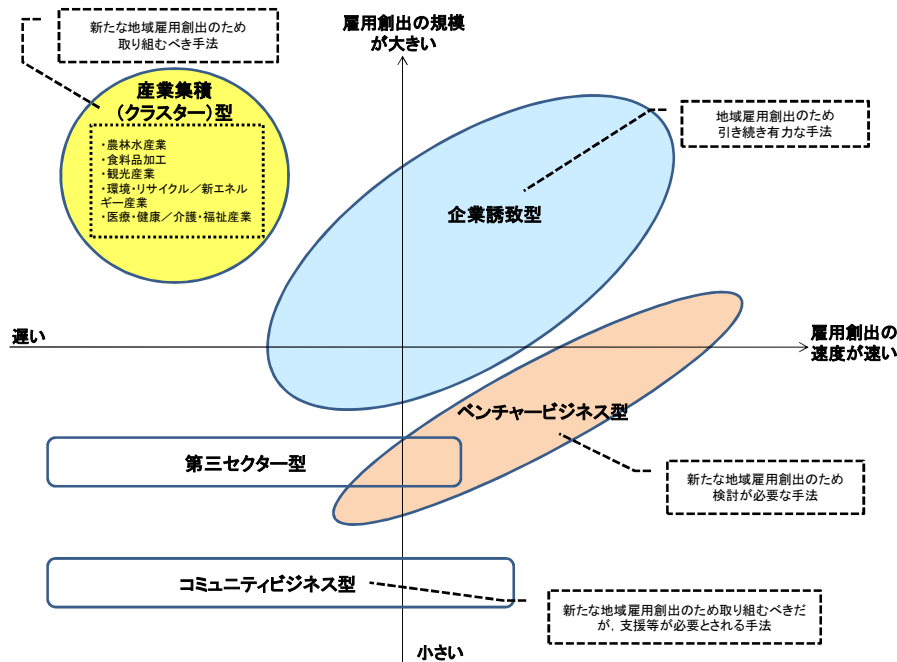 新たな地域雇用創出のため
取り組むべき手法
雇用創出の規模
が大きい
産業集積
(クラスター)型
・農林水産業
・食料品加工
・観光産業
・環境・リサイクル／新エネル
ギー産業
・医療・健康／介護・福祉産業
地域雇用創出のため
引き続き有力な手法
企業誘致型
遅い
雇用創出の
速度が速い
ベンチャービジネス型
第三セクター型
新たな地域雇用創出のため
検討が必要な手法
コミュニティビジネス型
新たな地域雇用創出のため取り組むべきだ
が，支援等が必要とされる手法
小さい